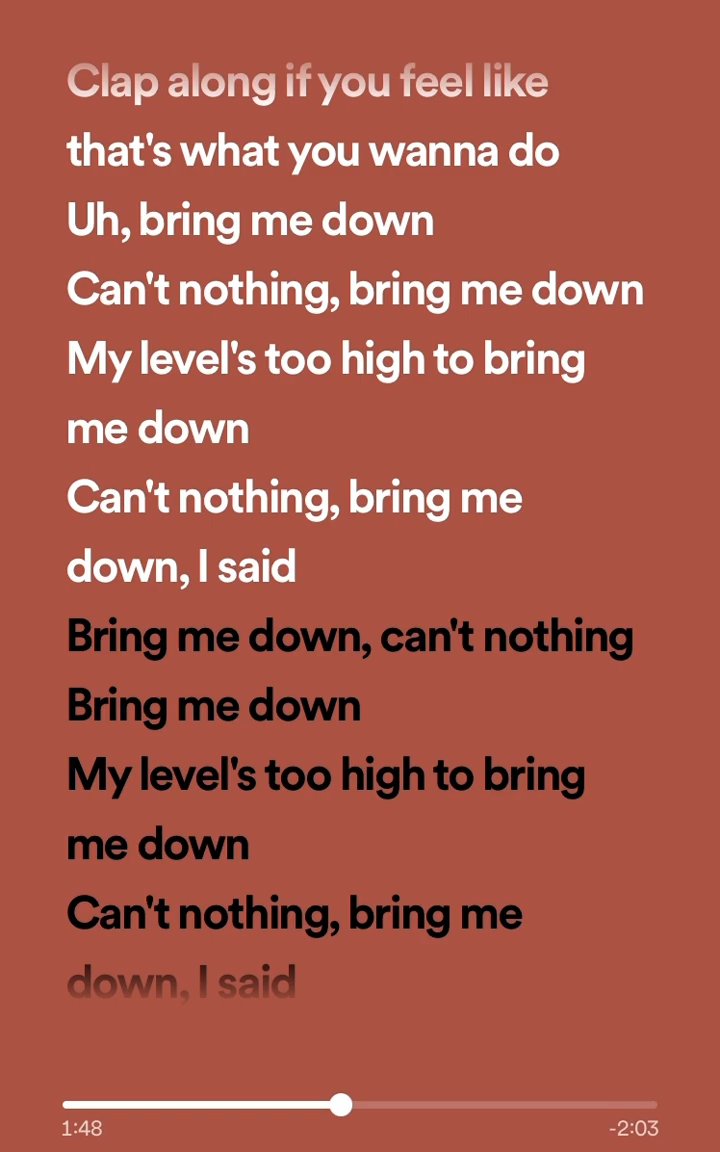 Clap along if you feel like
that's what you wanna do
Uh, bring me down
Can't nothing, bring me down
My level's too high to bring
me down
Can't nothing, bring me
down, I said
Bring me down, can't nothing
Bring me down
My level's too high to bring
me down
Can't nothing, bring me
down, I said
1:48
-2:03